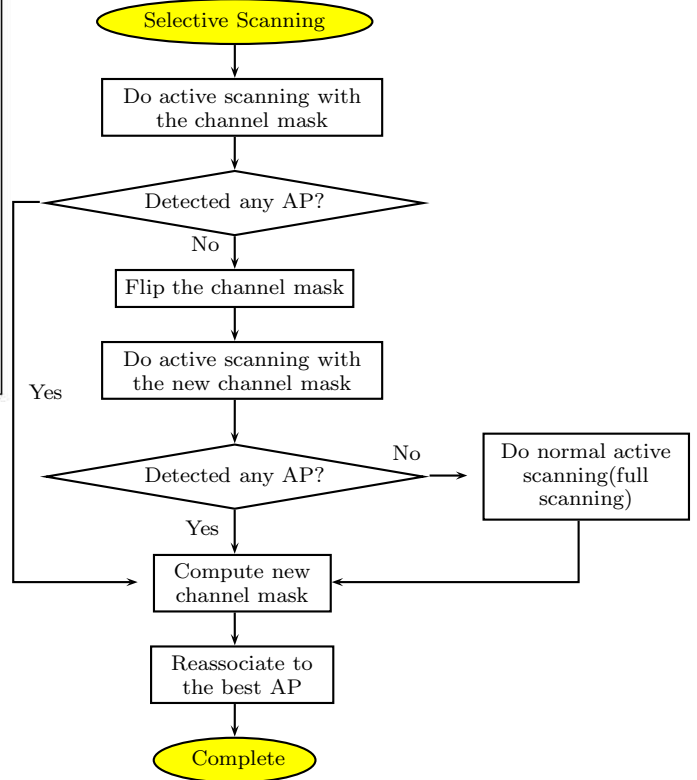 Selective Scanning
Do active scanning with
the channel mask
Detected any AP?
No
Flip the channel mask
Do active scanning with
the new channel mask
Yes
Detected any AP?
No
Do normal active
scanning(full
scanning)
Yes
Compute new
channel mask
Reassociate to
the best AP
Complete